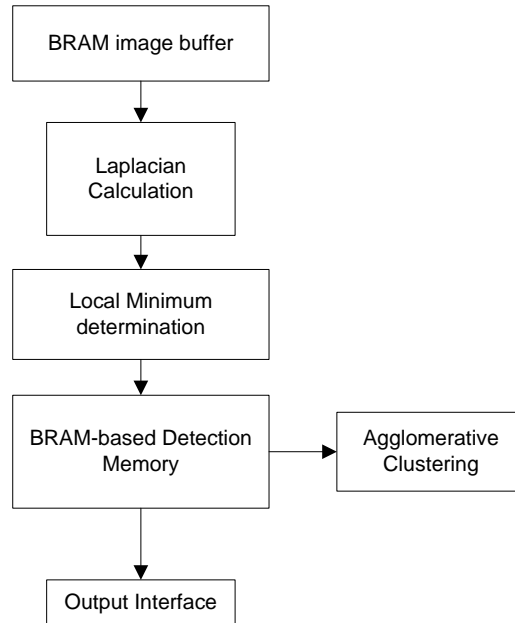 BRAM image buffer
Laplacian
Calculation
Local Minimum
determination
BRAM-based Detection
Memory
Agglomerative
Clustering
Output Interface